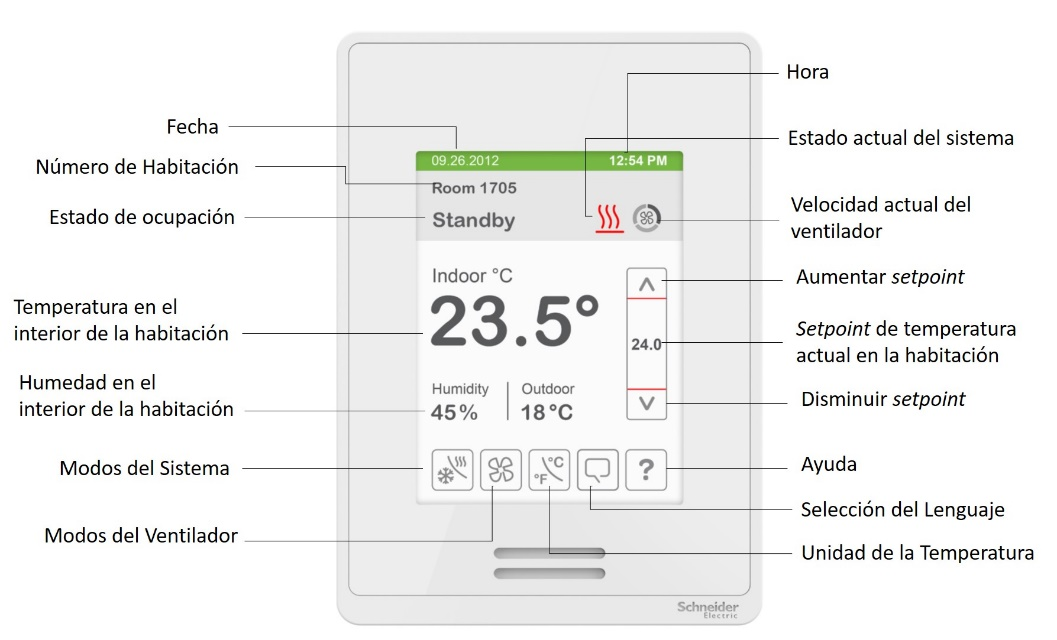 Hora
Fecha
Estado actual del sistema
09.26.2012
12:54 PM
Número de Habitación
Room 1705
Estado de ocupación
Standby
Velocidad actual del
ventilador
Indoor °C
Aumentar setpoint
23.5°
Temperatura en el
interior de la habitación
24.0
Setpoint de temperatura
actual en la habitación
Humedad en el
interior de la habitación
Humidity
45%
Outdoor
18°C
Disminuir setpoint
Modos del Sistema
°C
°F
?
Ayuda
Selección del Lenguaje
Modos del Ventilador
Unidad de la Temperatura
Schneider
Electric